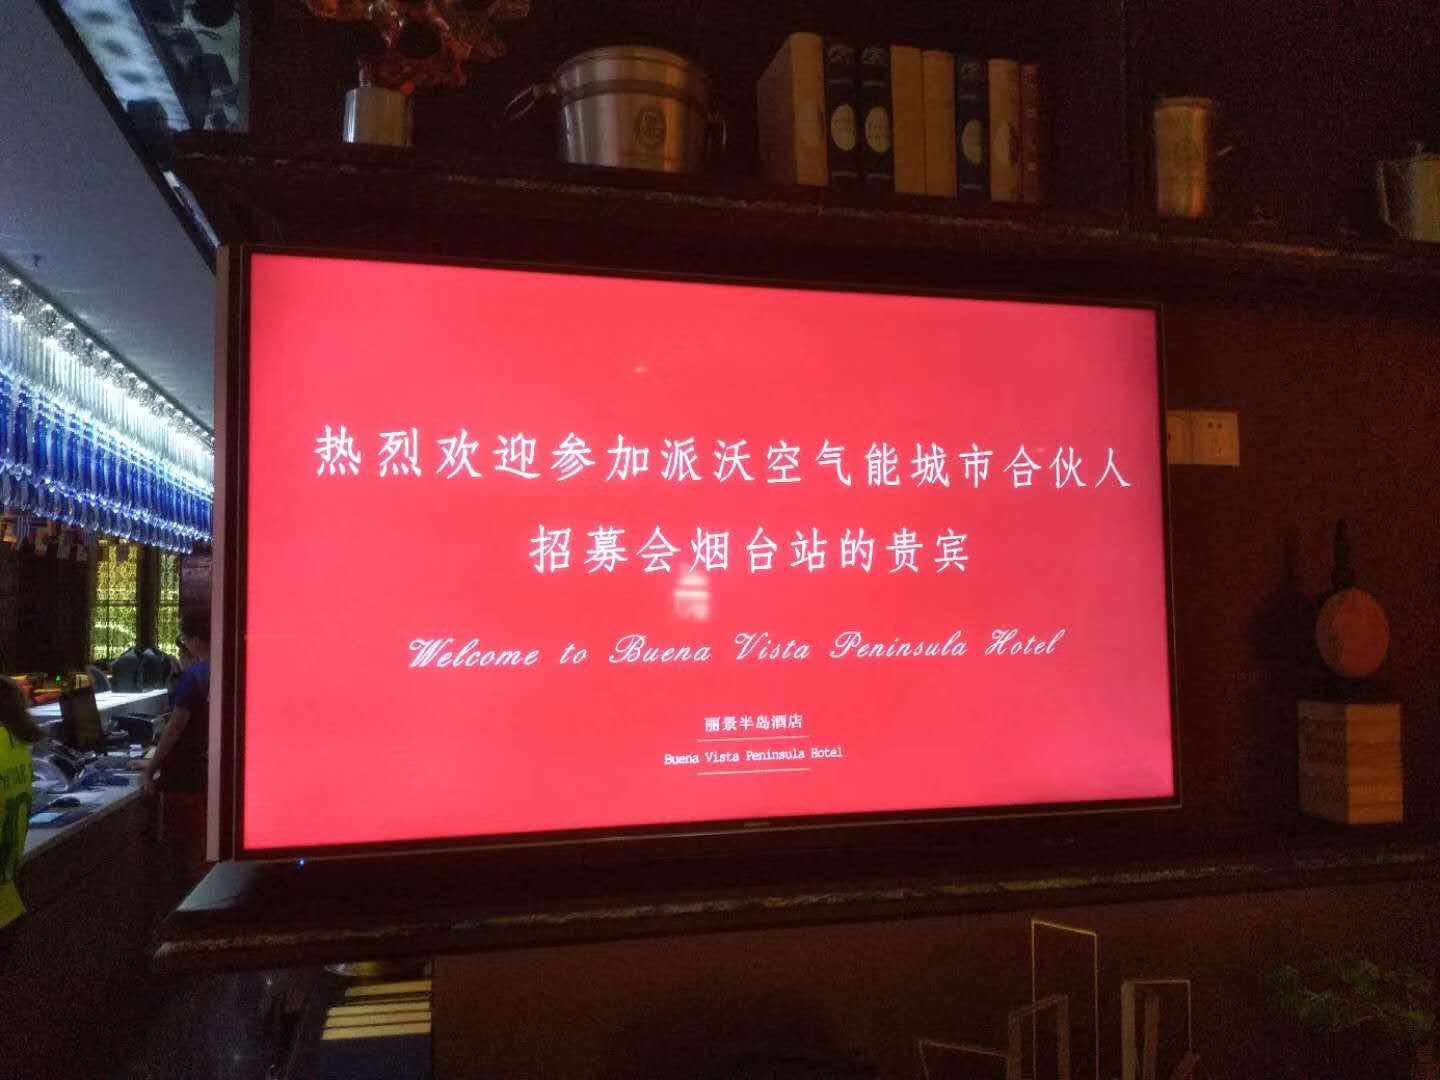 热烈欢迎参加派沃空气能城市合伙人
招募会烟台站的贵宾
Welcome to Buena Vista Peninsula Hotel
丽景半岛酒店
Buena Vista Peninsula Hotel